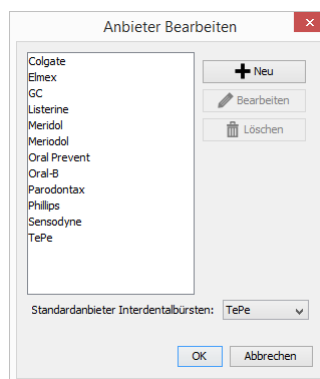 Anbieter Bearbeiten
Colgate
Elmex
GC
Listerine
Meridol
Meriodol
Oral Prevent
Oral-B
Parodontax
Phillips
Sensodyne
TePe
Neu
Bearbeiten
Löschen
Standardanbieter Interdentalbürsten: TePe
OK Abbrechen